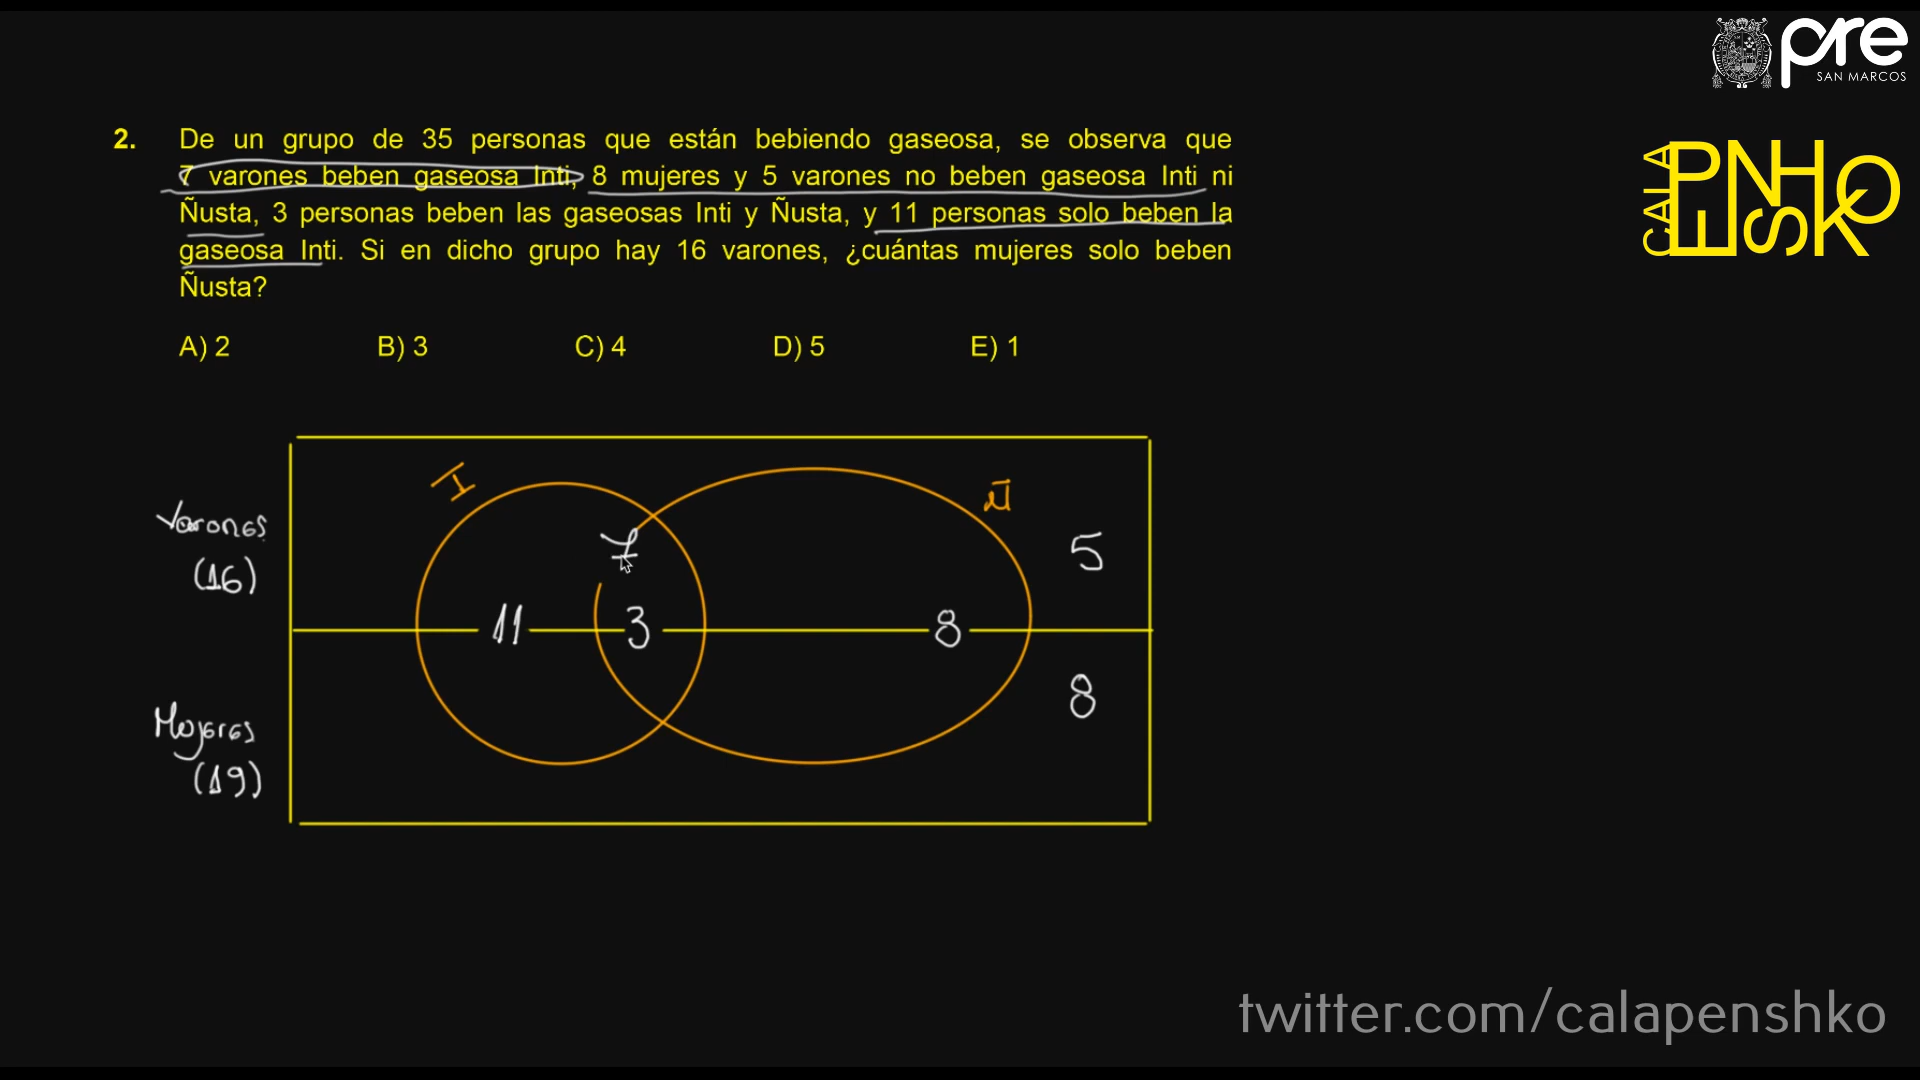 pre
SAN MARCOS
CALA
PENSHKO
2. De un grupo de 35 personas que están bebiendo gaseosa, se observa que
7 varones beben gaseosa Inti, 8 mujeres y 5 varones no beben gaseosa Inti ni
Ñusta, 3 personas beben las gaseosas Inti y Ñusta, y 11 personas solo beben la
gaseosa Inti. Si en dicho grupo hay 16 varones, ¿cuántas mujeres solo beben
Ñusta?
A) 2 B) 3 C) 4 D) 5 E) 1
I Ñ
Varones 7 5
(16)
11 3 8
Mujeres 8
(19)
twitter.com/calapenshko